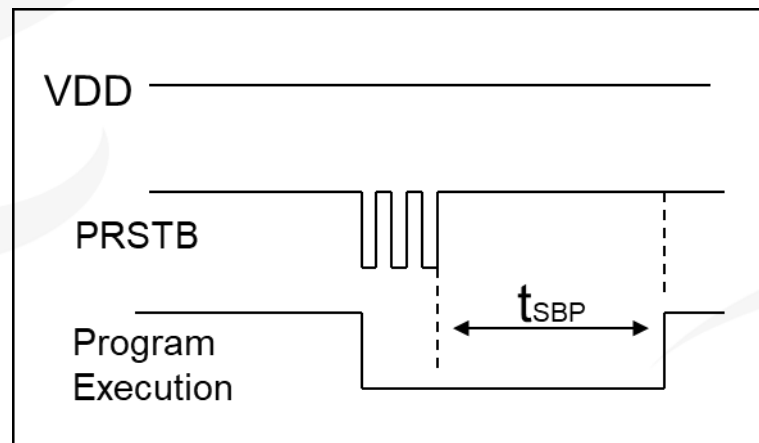 VDD
PRSTB
tSBP
Program
Execution